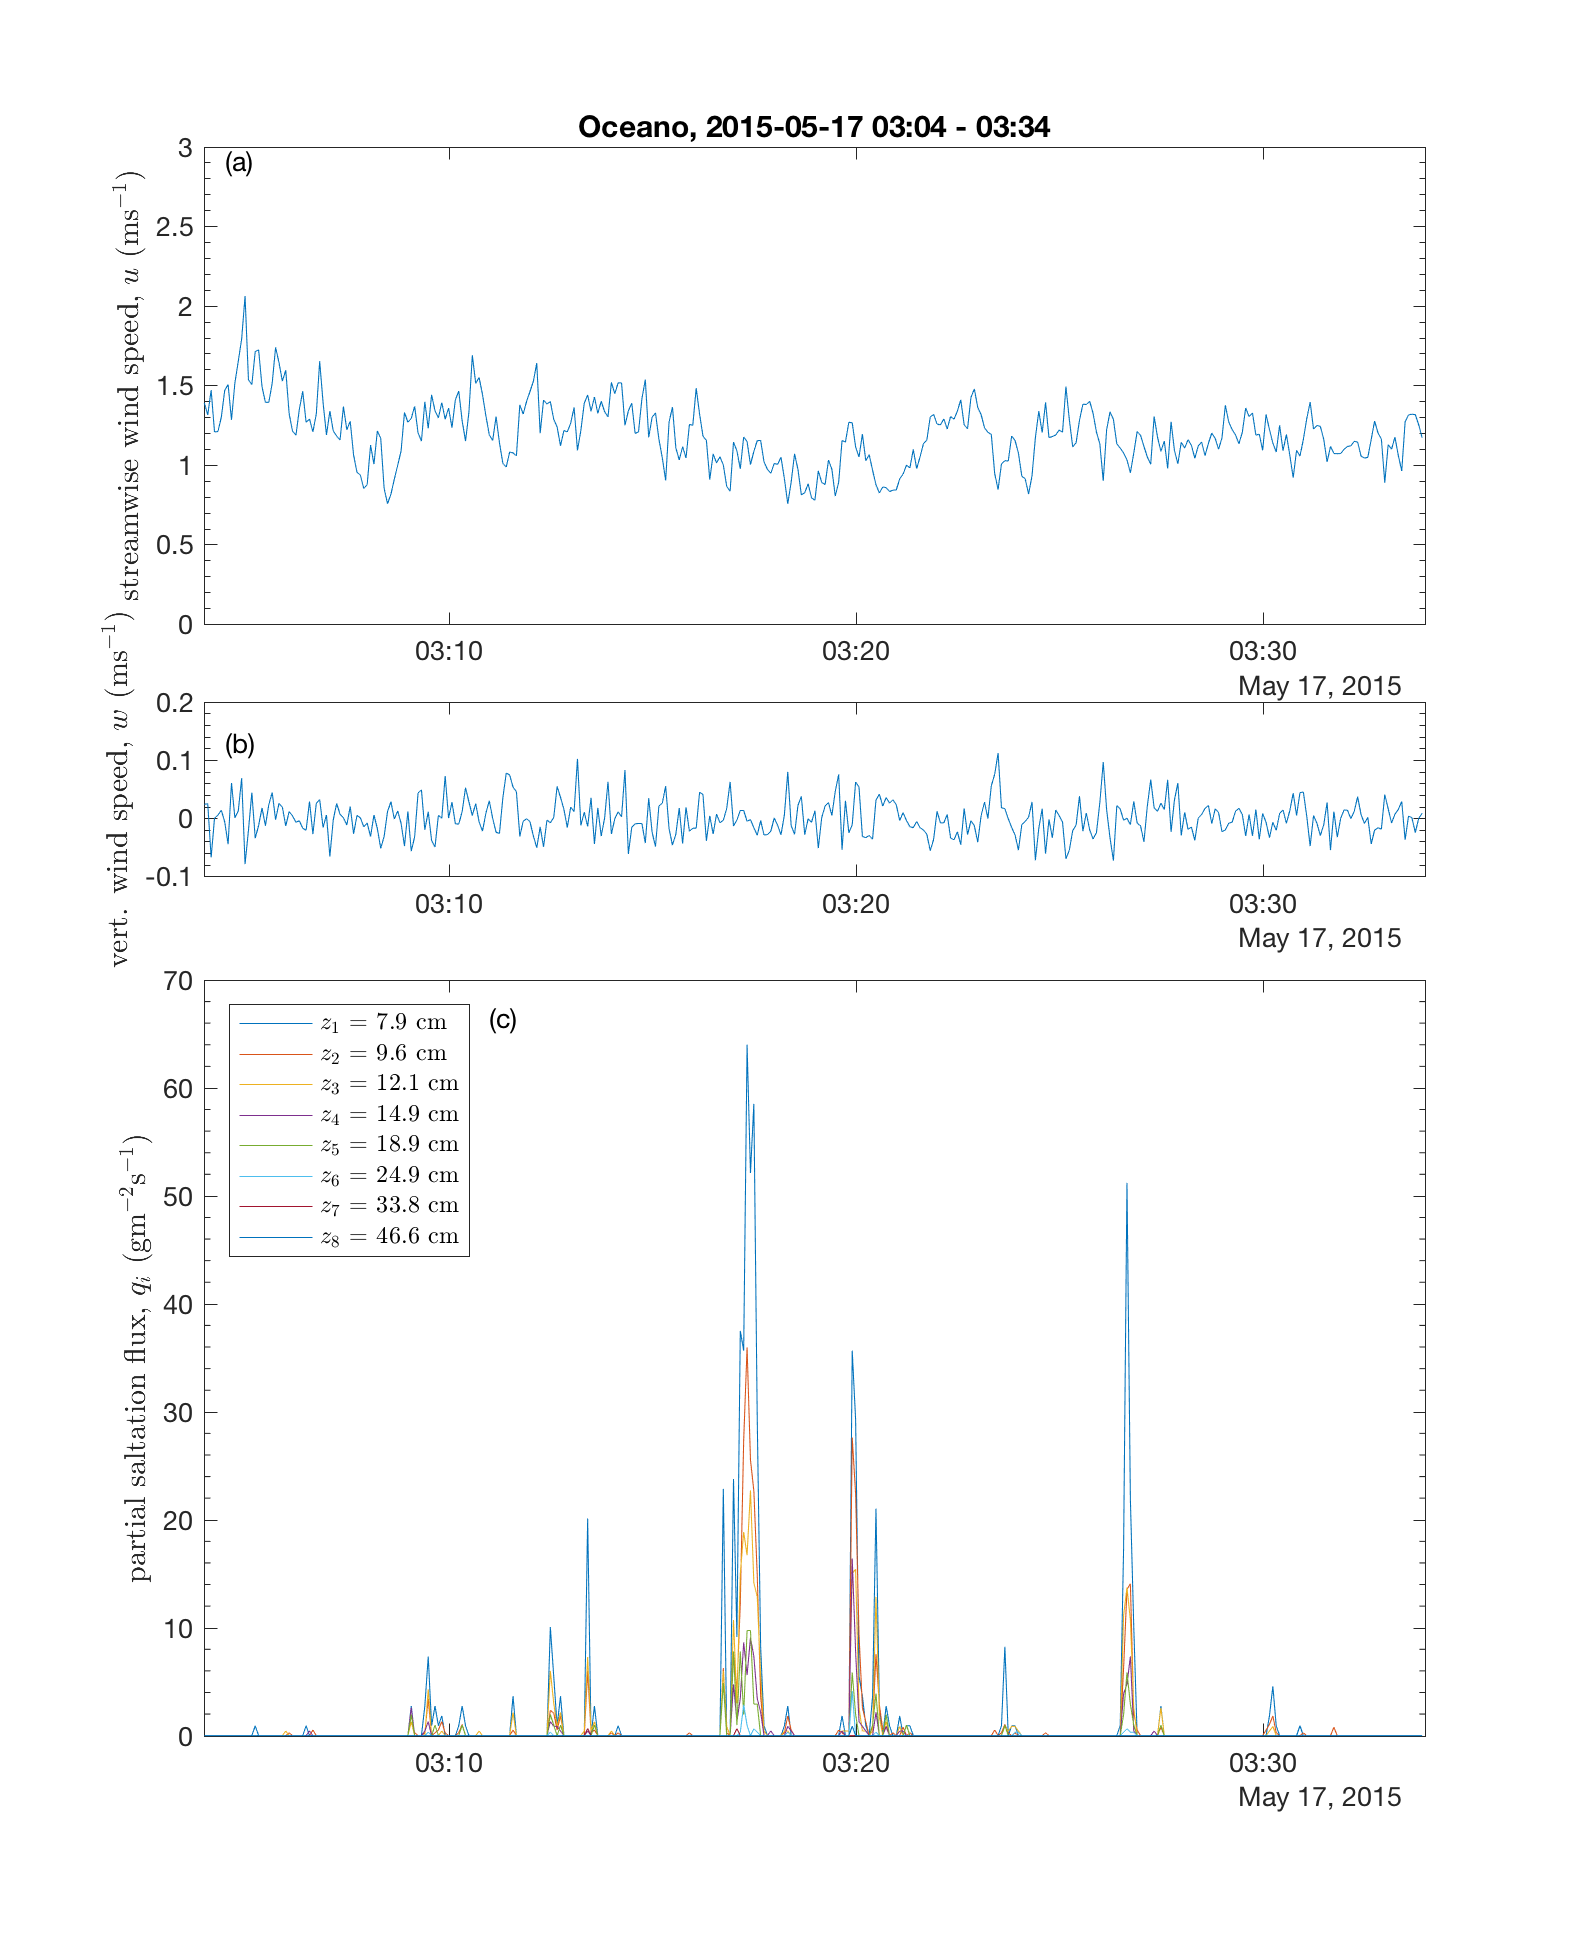 Oceano, 2015-05-17 03:04 - 03:34
(a)
streamwise wind speed, u (ms⁻¹)
3
2.5
2
1.5
1
0.5
0
03:10 03:20 03:30
May 17, 2015
(b)
vert. wind speed, w (ms⁻¹)
0.2
0.1
0
-0.1
03:10 03:20 03:30
May 17, 2015
(c)
partial saltation flux, qᵢ (gm⁻²s⁻¹)
70
60
50
40
30
20
10
0
z₁ = 7.9 cm
z₂ = 9.6 cm
z₃ = 12.1 cm
z₄ = 14.9 cm
z₅ = 18.9 cm
z₆ = 24.9 cm
z₇ = 33.8 cm
z₈ = 46.6 cm
03:10 03:20 03:30
May 17, 2015